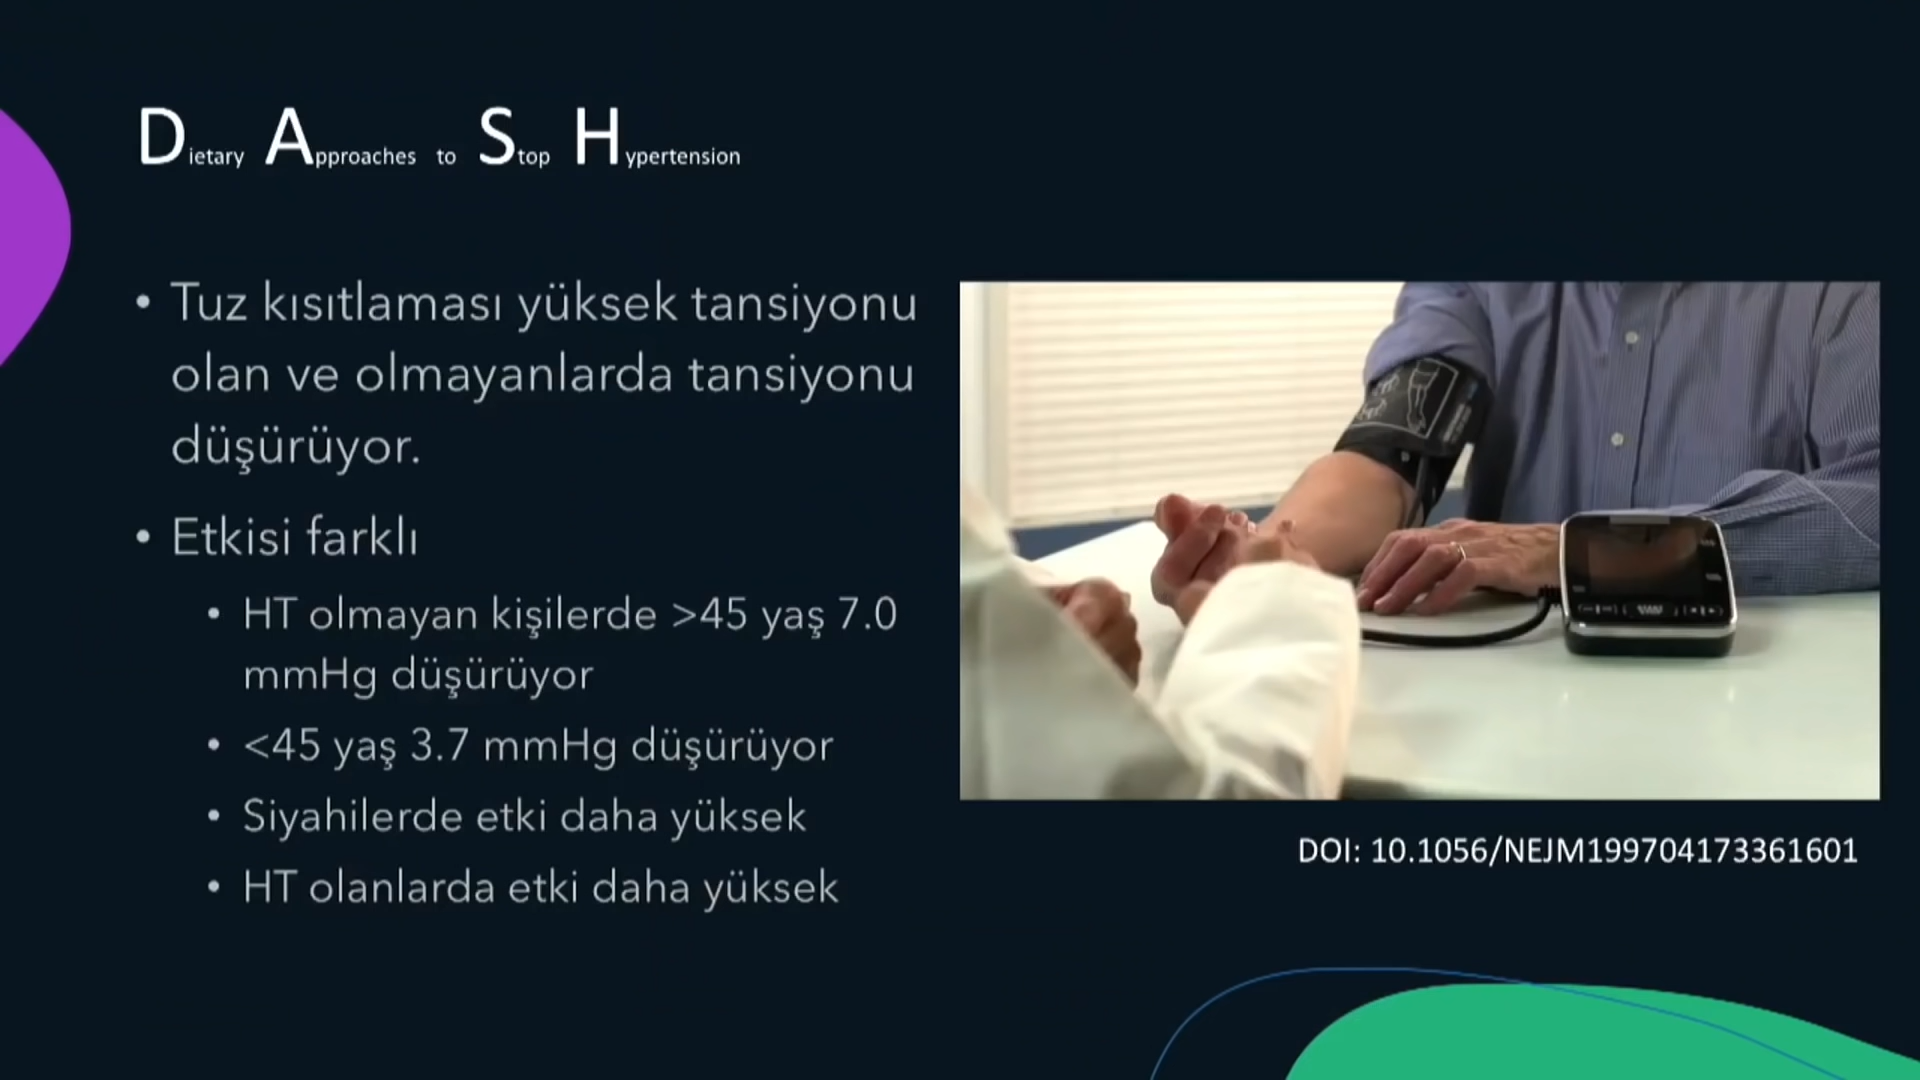 Dietary Approaches to Stop Hypertension
• Tuz kısıtlaması yüksek tansiyonu
olan ve olmayanlarda tansiyonu
düşürüyor.
• Etkisi farklı
• HT olmayan kişilerde >45 yaş 7.0
mmHg düşürüyor
• <45 yaş 3.7 mmHg düşürüyor
• Siyahilerde etki daha yüksek
• HT olanlarda etki daha yüksek
DOI: 10.1056/NEJM199704173361601